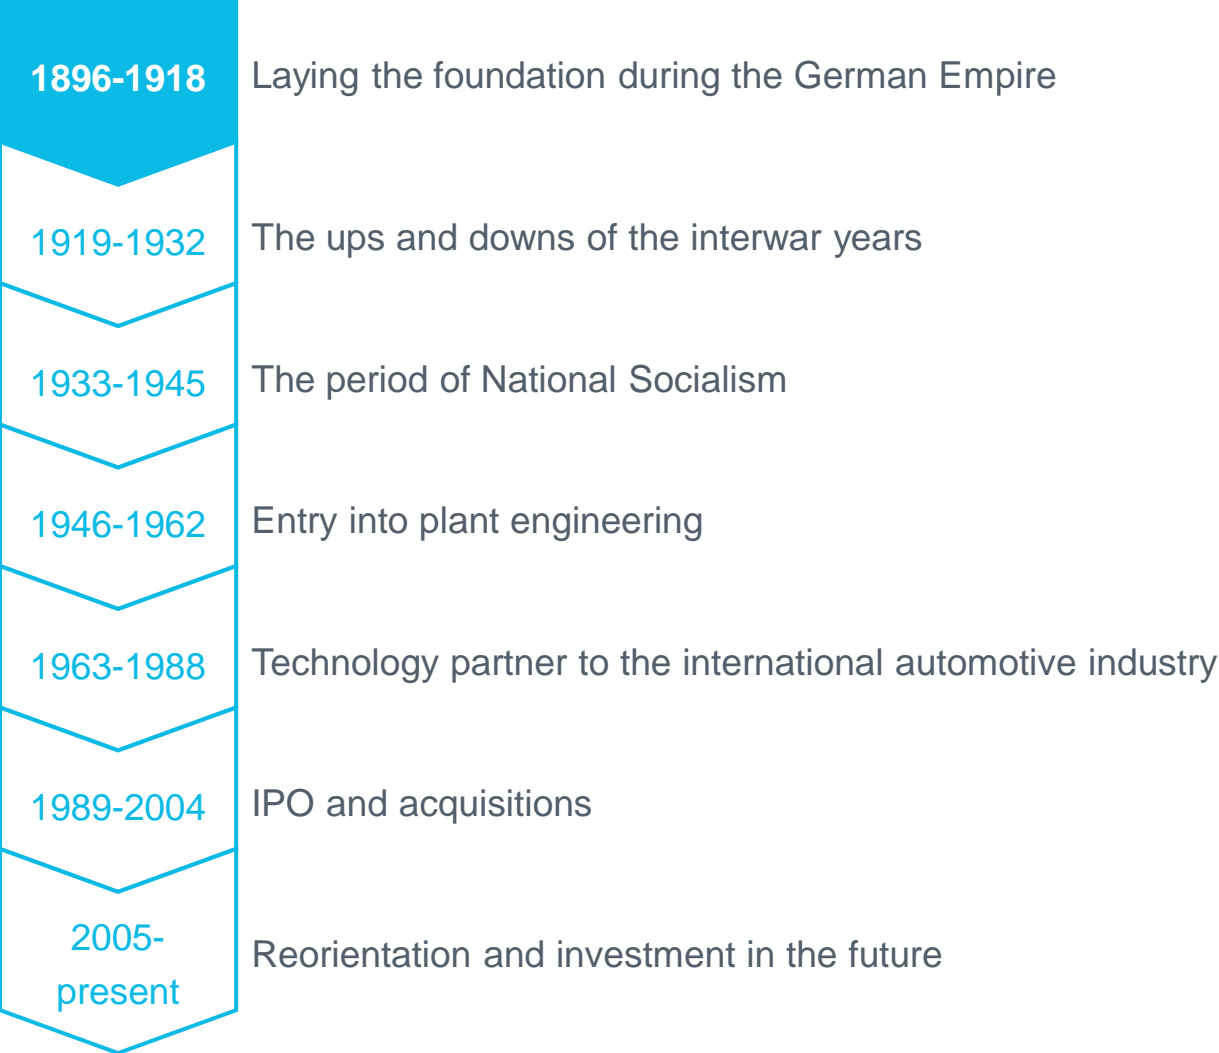 1896-1918
Laying the foundation during the German Empire
1919-1932
The ups and downs of the interwar years
1933-1945
The period of National Socialism
1946-1962
Entry into plant engineering
1963-1988
Technology partner to the international automotive industry
1989-2004
IPO and acquisitions
2005-
present
Reorientation and investment in the future